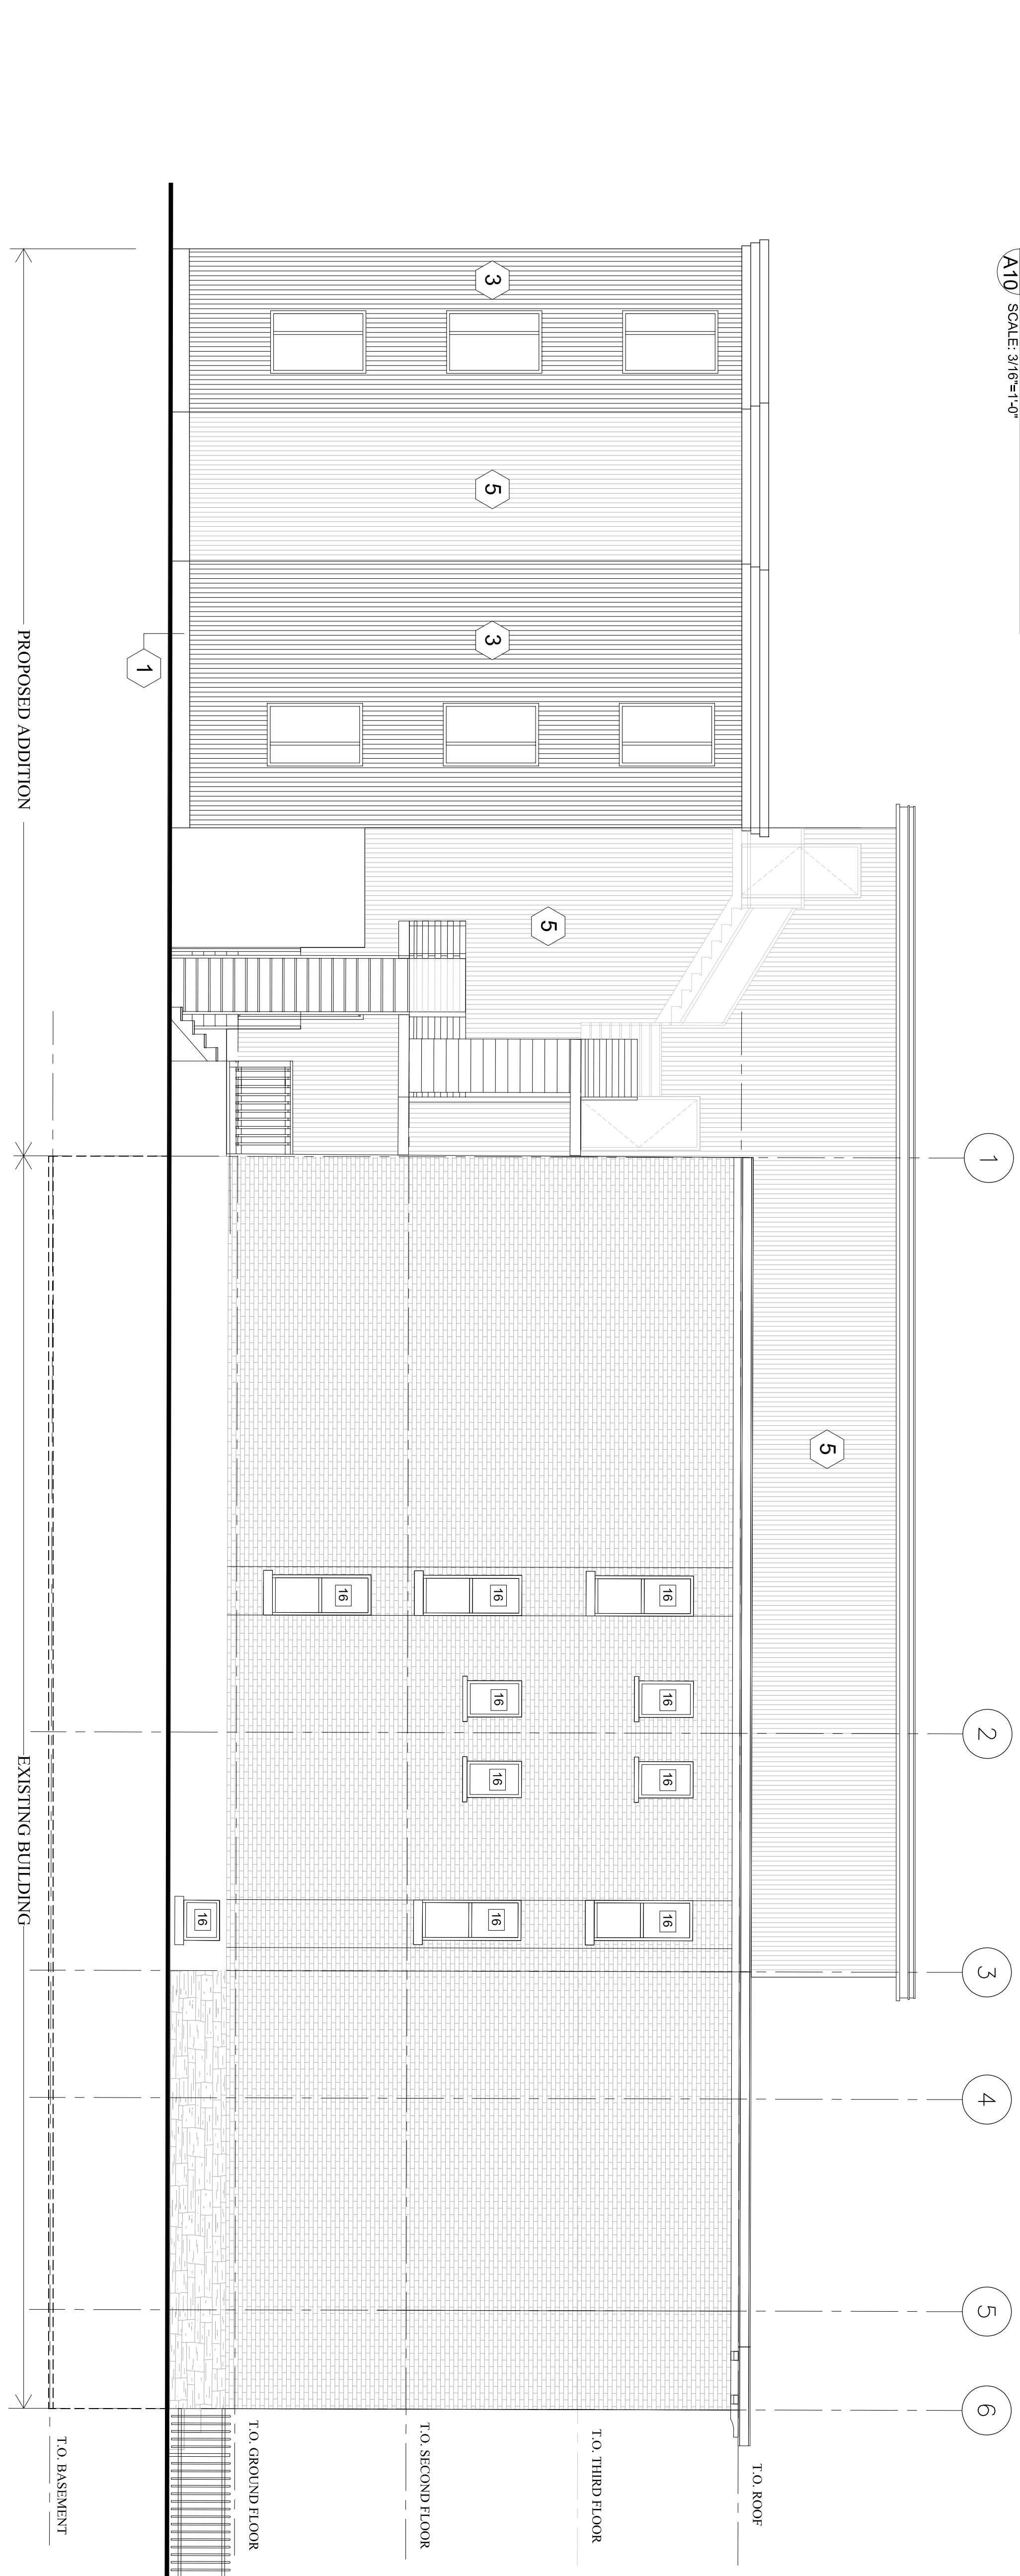 A10
SCALE: 3/16"=1'-0"
1
2
3
4
5
6
5
3
5
3
5
1
16
16
16
16
16
16
16
16
16
16
T.O. ROOF
T.O. THIRD FLOOR
T.O. SECOND FLOOR
T.O. GROUND FLOOR
T.O. BASEMENT
PROPOSED ADDITION
EXISTING BUILDING